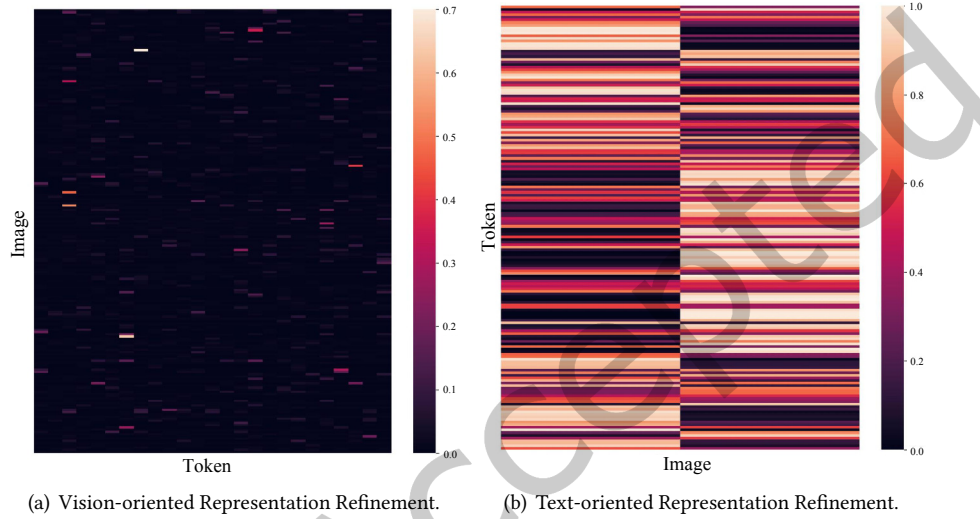 0.7
0.6
0.5
0.4
0.3
0.2
0.1
0.0
Image
Token
1.0
0.8
0.6
0.4
0.2
0.0
Token
Image
(a) Vision-oriented Representation Refinement.
(b) Text-oriented Representation Refinement.
Accepted